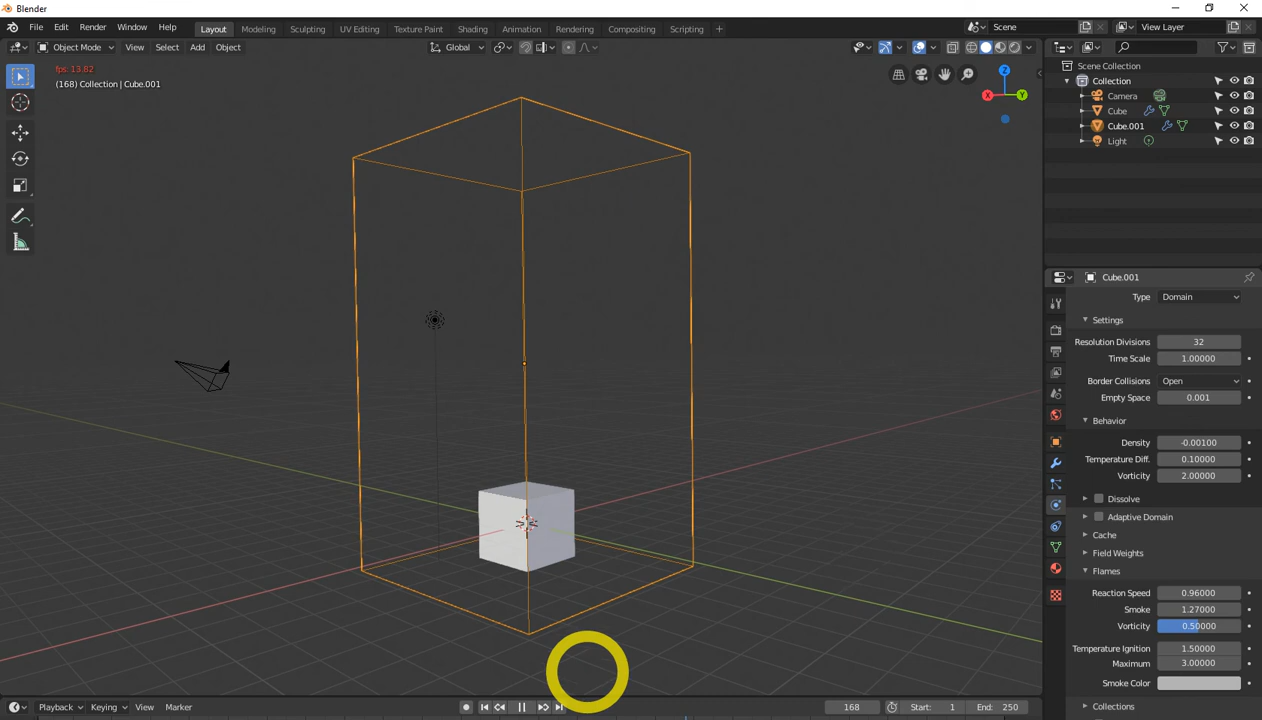 Blender
File Edit Render Window Help Layout Modeling Sculpting UV Editing Texture Paint Shading Animation Rendering Compositing Scripting + Scene View Layer
Object Mode View Select Add Object Global
fps: 13.82
(168) Collection | Cube.001
Z
X
Y
Scene Collection
Collection
Camera
Cube
Cube.001
Light
Cube.001
Type Domain
Settings
Resolution Divisions 32
Time Scale 1.00000
Border Collisions Open
Empty Space 0.001
Behavior
Density -0.00100
Temperature Diff. 0.10000
Vorticity 2.00000
Dissolve
Adaptive Domain
Cache
Field Weights
Flames
Reaction Speed 0.96000
Smoke 1.27000
Vorticity 0.50000
Temperature Ignition 1.50000
Maximum 3.00000
Smoke Color
Collections
Playback Keying View Marker 168 Start: 1 End: 250